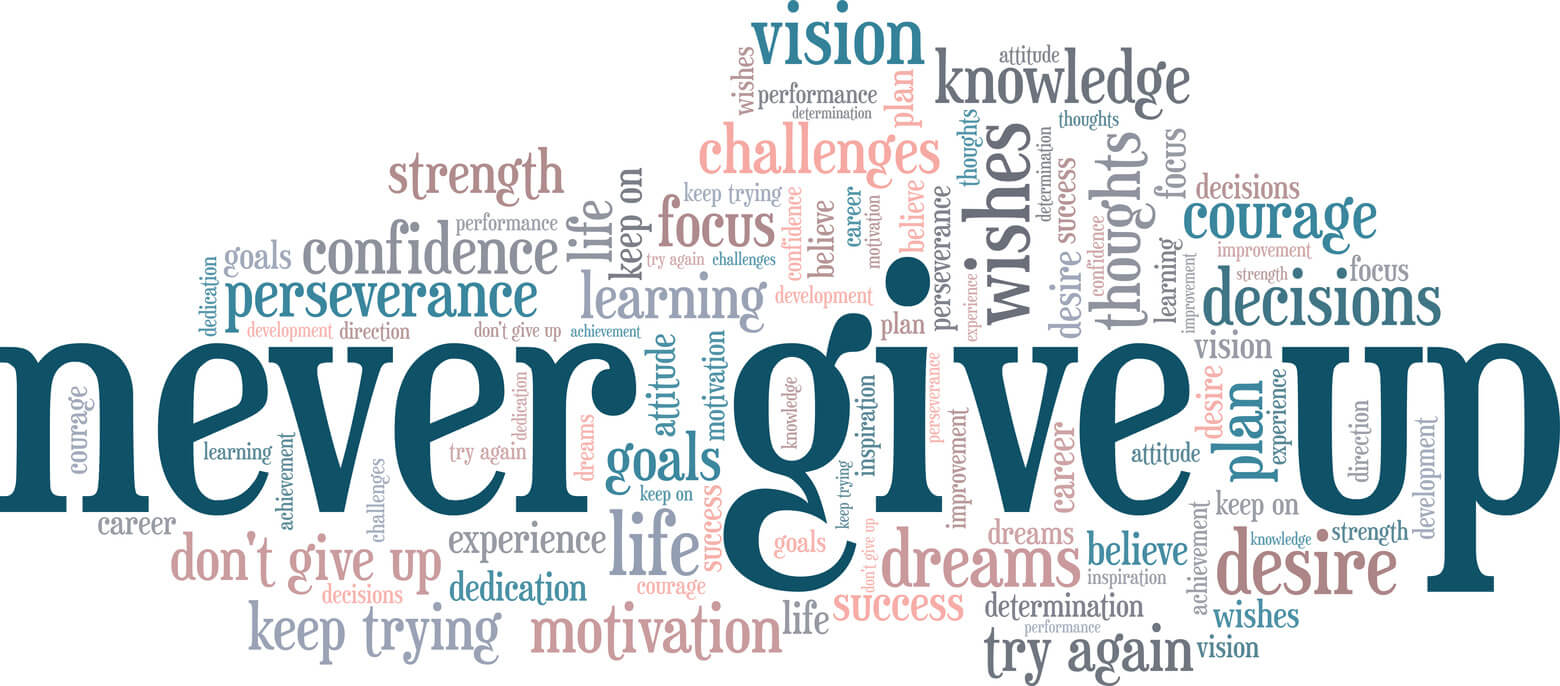 vision
attitude
knowledge
wishes
performance
plan
determination
challenges
thoughts
thoughts
wishes
determination
success
thoughts
focus
strength
keep on
keep trying
confidence
believe
career
motivation
believe
perseverance
decisions
courage
performance
life
focus
confidence
goals
confidence
try again
challenges
desire
learning
improvement
improvement
strength
focus
dedication
perseverance
learning
development
experience
decisions
development
direction
don't give up
achievement
plan
vision
never give up
courage
learning
achievement
challenges
try again
dedication
dreams
attitude
motivation
goals
keep on
knowledge
inspiration
keep trying
perseverance
improvement
career
attitude
desire
plan
experience
direction
development
career
don't give up
decisions
experience
dedication
life
success
courage
goals
don't give up
dreams
dreams
believe
inspiration
achievement
keep on
knowledge
strength
desire
keep trying
motivation
life
success
determination
performance
wishes
try again
vision